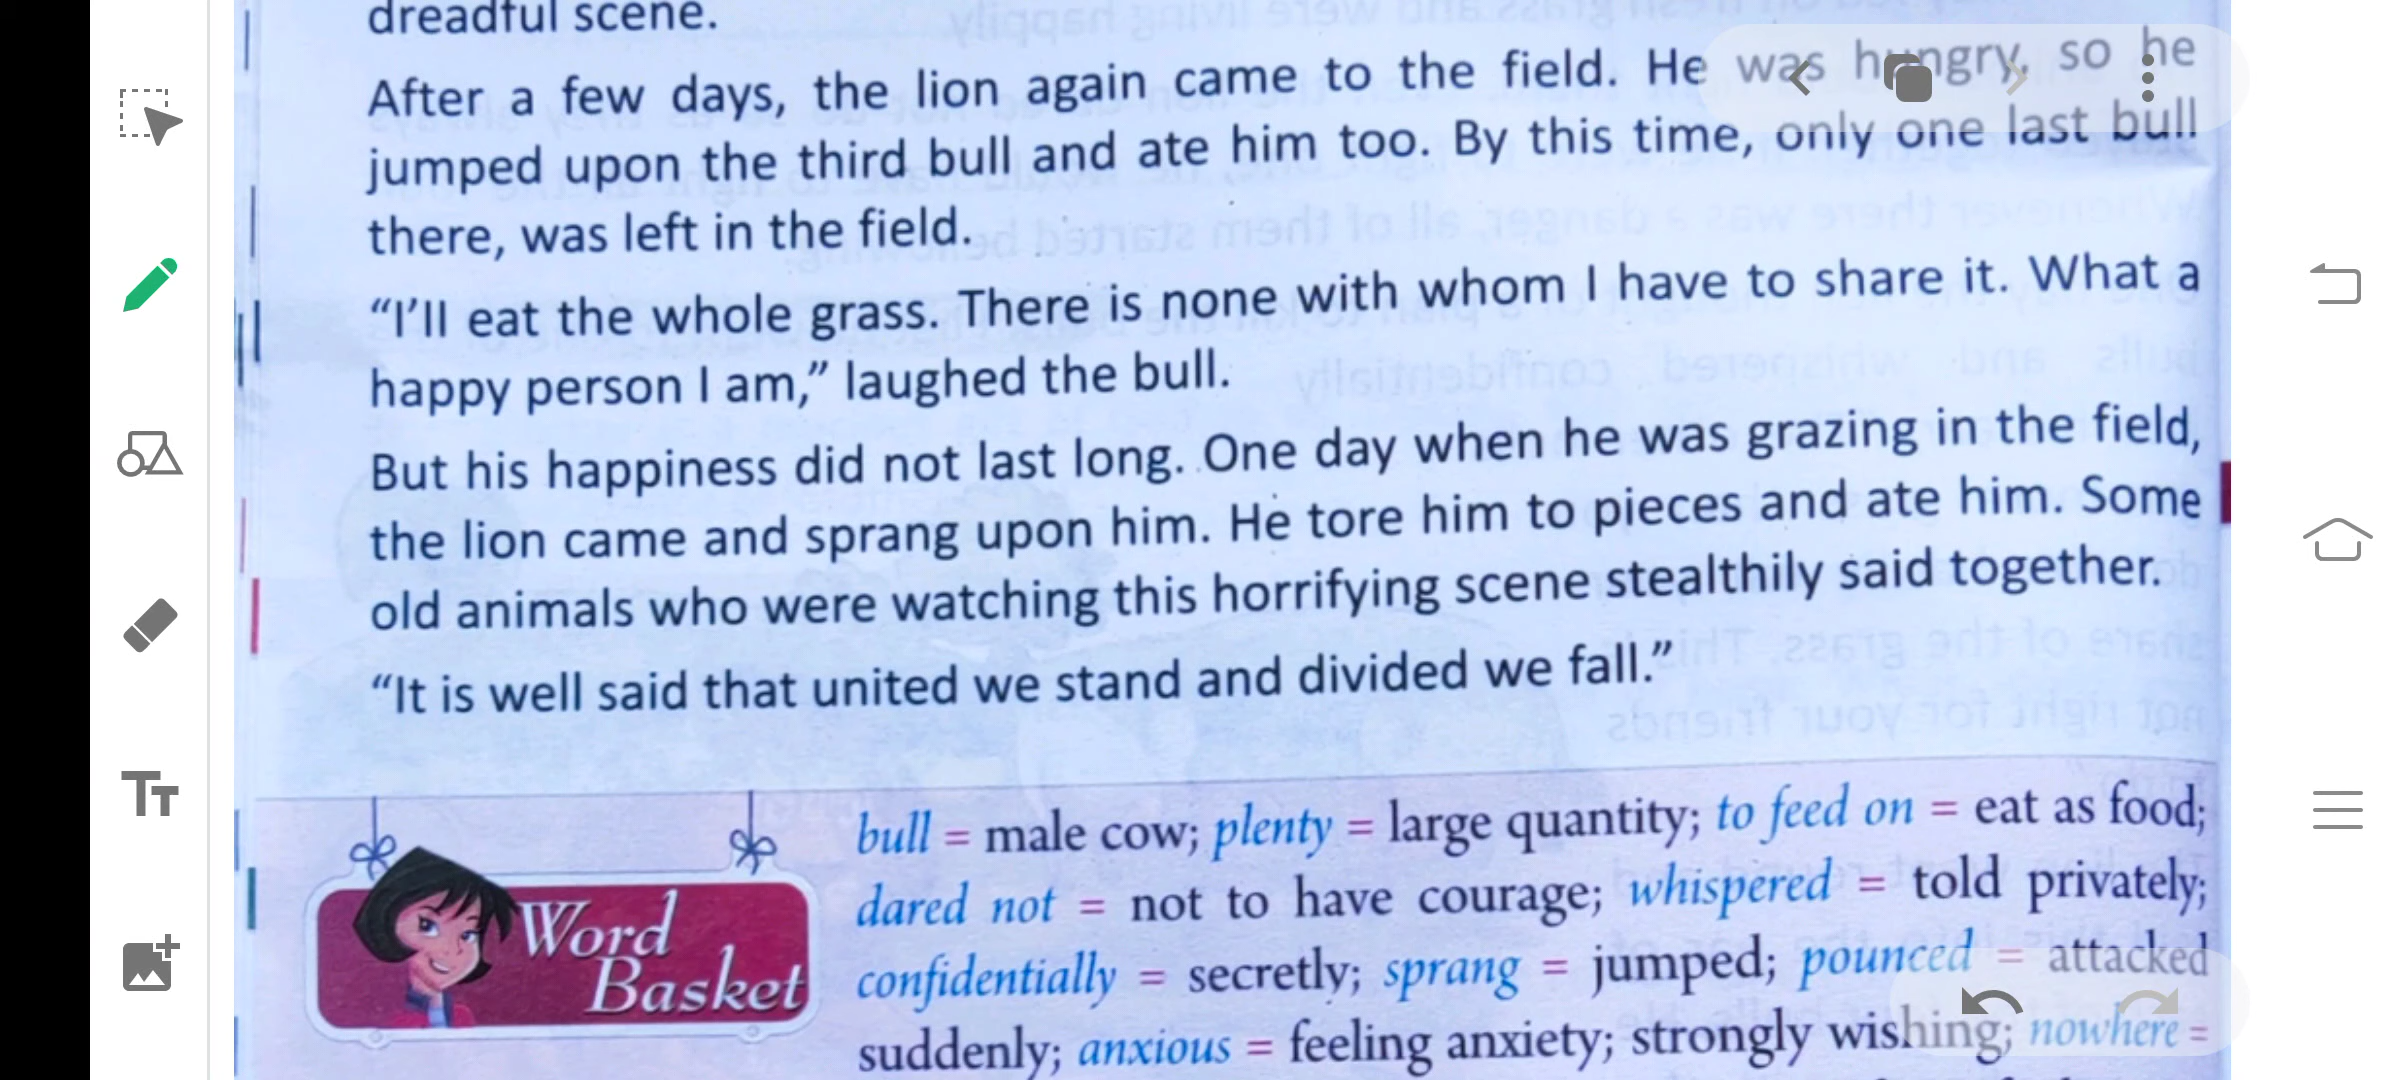 dreadful scene.
After a few days, the lion again came to the field. He was hungry, so he
jumped upon the third bull and ate him too. By this time, only one last bull
there, was left in the field.
“I’ll eat the whole grass. There is none with whom I have to share it. What a
happy person I am,” laughed the bull.
But his happiness did not last long. One day when he was grazing in the field,
the lion came and sprang upon him. He tore him to pieces and ate him. Some
old animals who were watching this horrifying scene stealthily said together.
“It is well said that united we stand and divided we fall.”
Word
Basket
bull = male cow; plenty = large quantity; to feed on = eat as food;
dared not = not to have courage; whispered = told privately;
confidentially = secretly; sprang = jumped; pounced = attacked
suddenly; anxious = feeling anxiety; strongly wishing; nowhere =